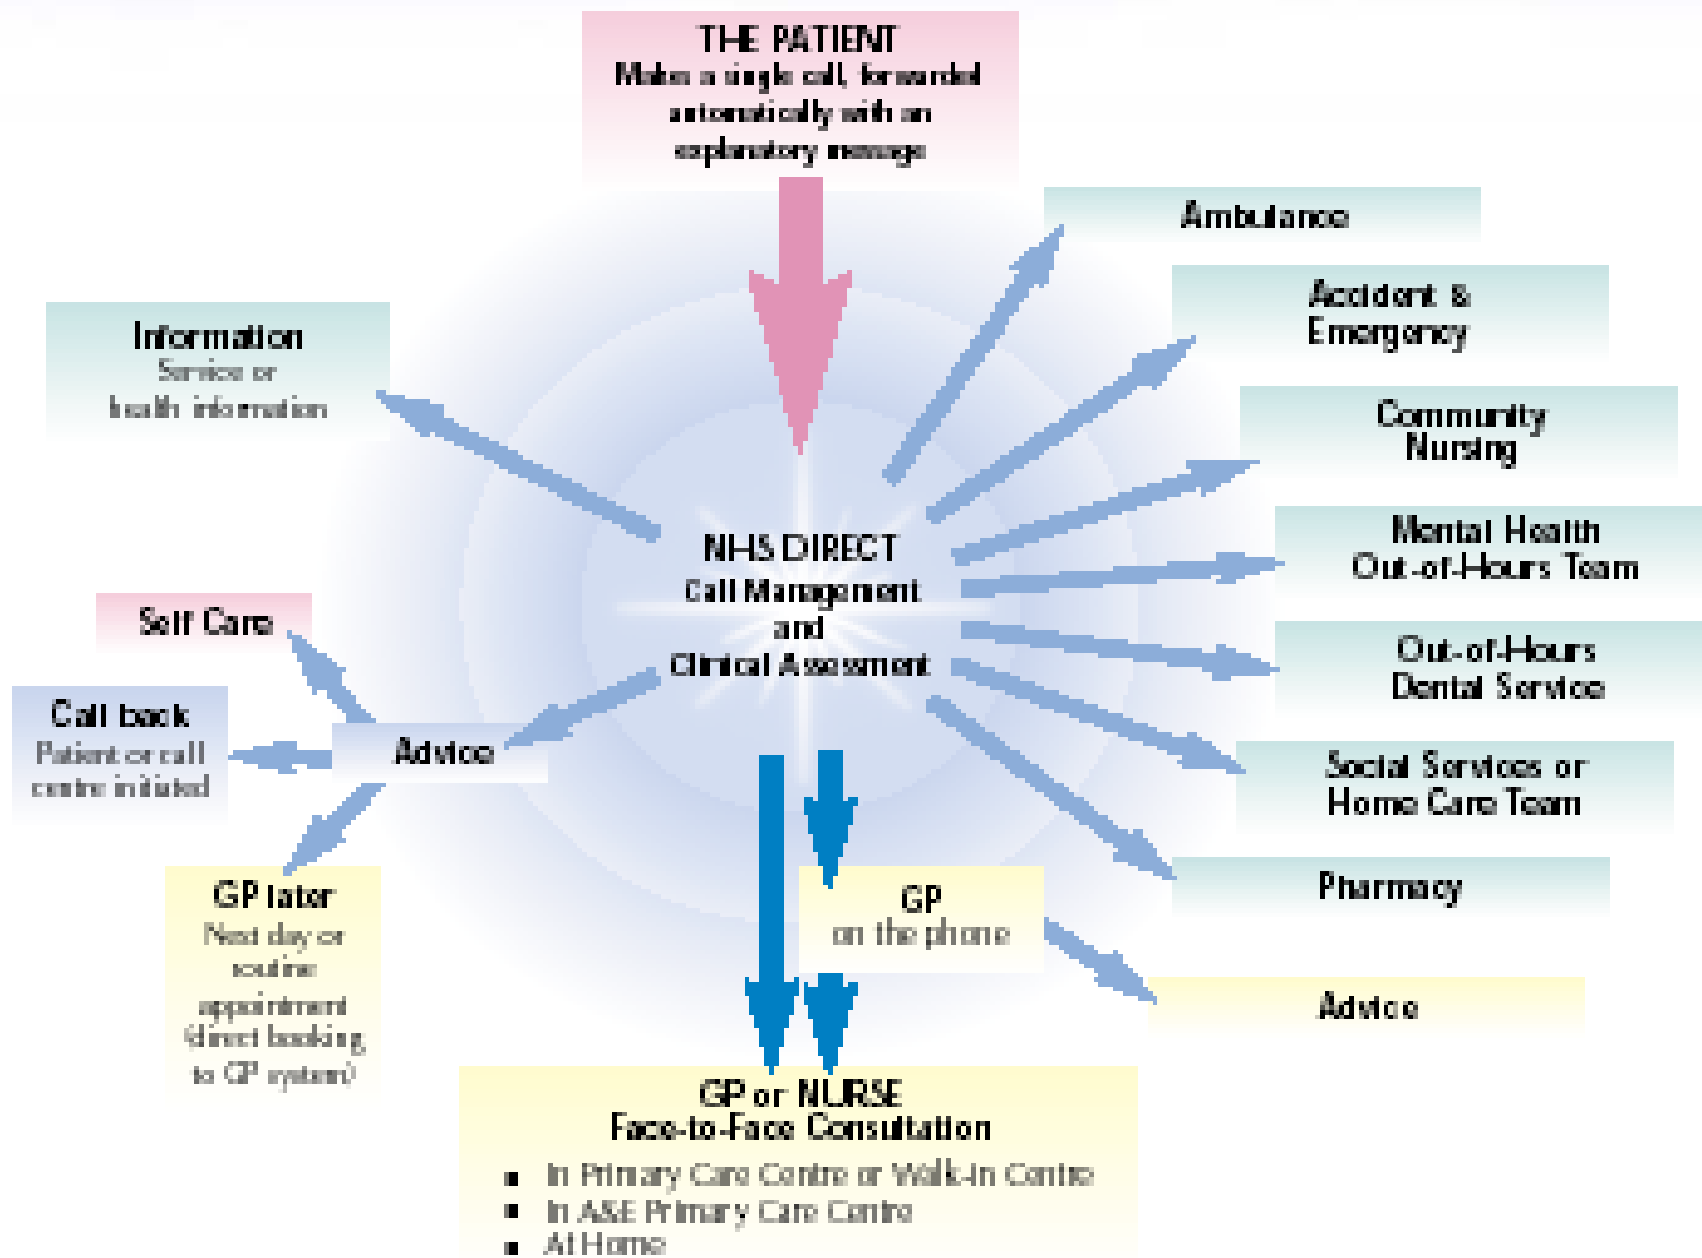 THE PATIENT
Makes a single call, forwarded
automatically with an
explanatory message
Ambulance
Accident &
Emergency
Information
Service or
health information
Community
Nursing
NHS DIRECT
Call Management
and
Clinical Assessment
Mental Health
Out-of-Hours Team
Self Care
Out-of-Hours
Dental Service
Call back
Patient or call
centre initiated
Advice
Social Services or
Home Care Team
Pharmacy
GP later
Next day or
routine
appointment
(direct booking
to GP system)
GP
on the phone
Advice
GP or NURSE
Face-to-Face Consultation
▪ In Primary Care Centre or Walk-in Centre
▪ In A&E Primary Care Centre
▪ At Home